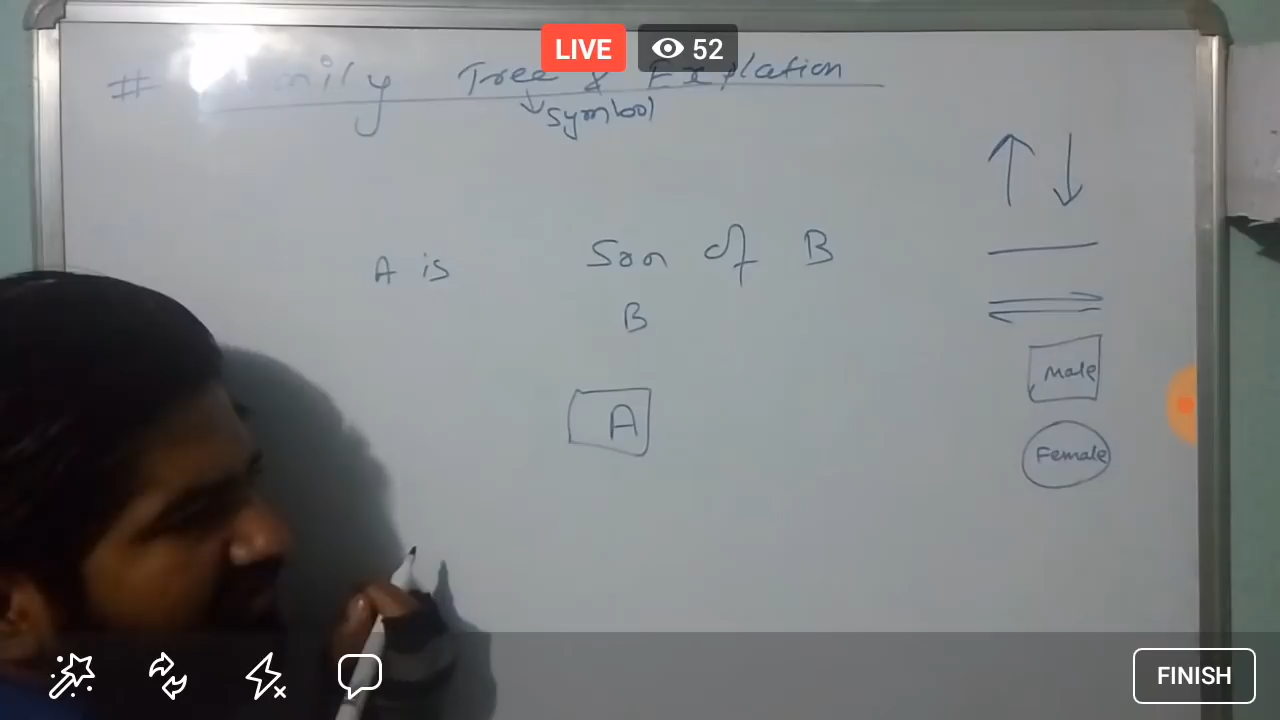 LIVE 52
# Family Tree & Explation
symbol
A is Son of B
B
A
Male
Female
FINISH